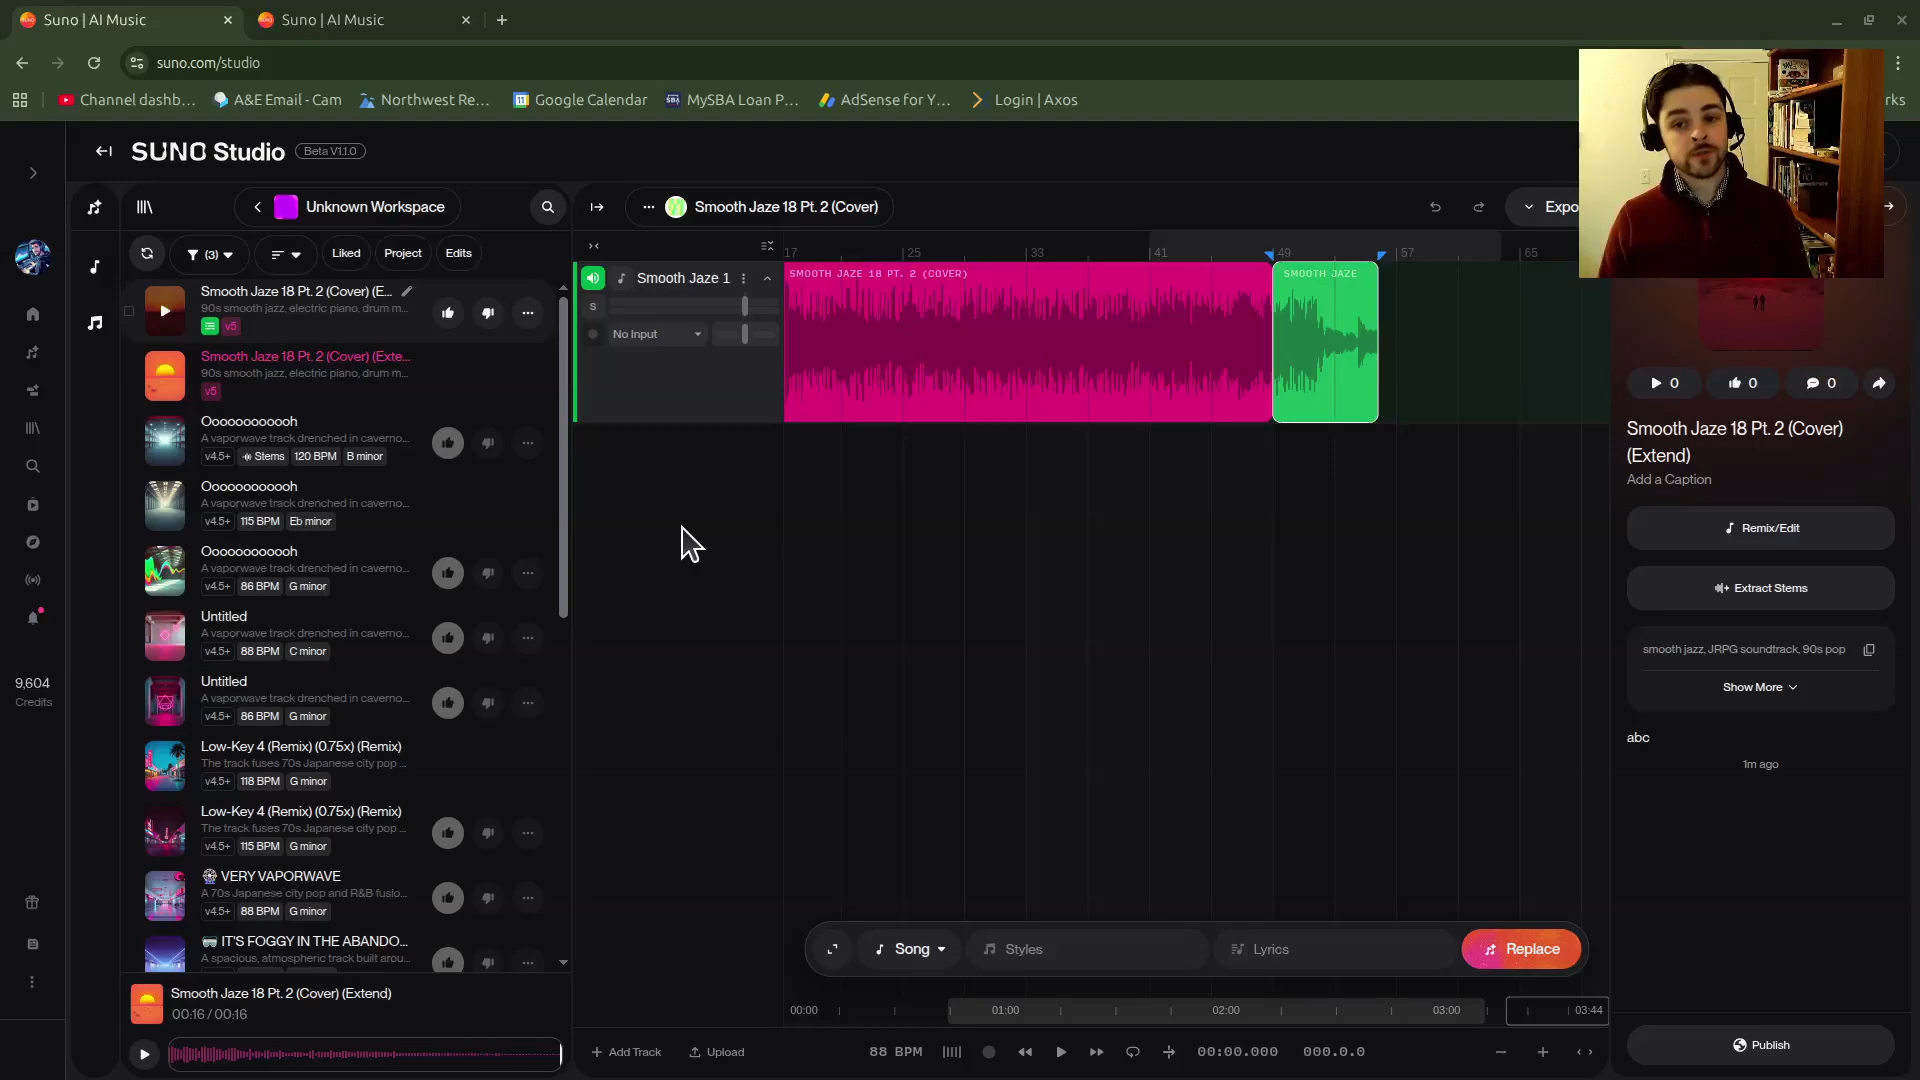 Suno | AI Music
Suno | AI Music
suno.com/studio
Channel dashb...
A&E Email - Cam
Northwest Re...
Google Calendar
MySBA Loan P...
AdSense for Y...
Login | Axos
rks
SUNO Studio
Beta V1.1.0
Unknown Workspace
(3)
Liked
Project
Edits
Smooth Jaze 18 Pt. 2 (Cover) (E...
90s smooth jazz, electric piano, drum m...
v5
Smooth Jaze 18 Pt. 2 (Cover) (Exte...
90s smooth jazz, electric piano, drum m...
v5
Oooooooooooh
A vaporwave track drenched in caverno...
v4.5+ Stems 120 BPM B minor
Oooooooooooh
A vaporwave track drenched in caverno...
v4.5+ 115 BPM Eb minor
Oooooooooooh
A vaporwave track drenched in caverno...
v4.5+ 86 BPM G minor
Untitled
A vaporwave track drenched in caverno...
v4.5+ 88 BPM C minor
Untitled
A vaporwave track drenched in caverno...
v4.5+ 86 BPM G minor
Low-Key 4 (Remix) (0.75x) (Remix)
The track fuses 70s Japanese city pop ...
v4.5+ 118 BPM G minor
Low-Key 4 (Remix) (0.75x) (Remix)
The track fuses 70s Japanese city pop ...
v4.5+ 115 BPM G minor
VERY VAPORWAVE
A 70s Japanese city pop and R&B fusio...
v4.5+ 88 BPM G minor
IT'S FOGGY IN THE ABANDO...
A spacious, atmospheric track built arou...
9,604
Credits
Smooth Jaze 18 Pt. 2 (Cover) (Extend)
00:16 / 00:16
Smooth Jaze 18 Pt. 2 (Cover)
Expo
17 25 33 41 49 57 65
Smooth Jaze 1
S
No Input
SMOOTH JAZE 18 PT. 2 (COVER)
SMOOTH JAZE
Song
Styles
Lyrics
Replace
00:00 01:00 02:00 03:00 03:44
Add Track
Upload
88 BPM
00:00.000
000.0.0
0
0
0
Smooth Jaze 18 Pt. 2 (Cover)
(Extend)
Add a Caption
Remix/Edit
Extract Stems
smooth jazz, JRPG soundtrack, 90s pop
Show More
abc
1m ago
Publish